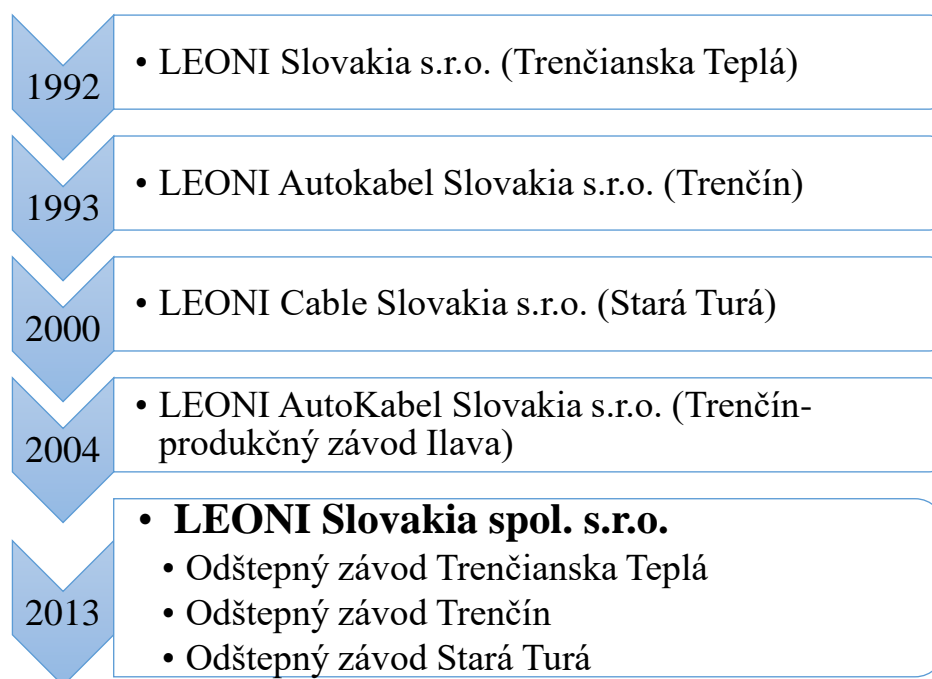 1992
• LEONI Slovakia s.r.o. (Trenčianska Teplá)
1993
• LEONI Autokabel Slovakia s.r.o. (Trenčín)
2000
• LEONI Cable Slovakia s.r.o. (Stará Turá)
2004
• LEONI AutoKabel Slovakia s.r.o. (Trenčín-
produkčný závod Ilava)
2013
• LEONI Slovakia spol. s.r.o.
• Odštepný závod Trenčianska Teplá
• Odštepný závod Trenčín
• Odštepný závod Stará Turá